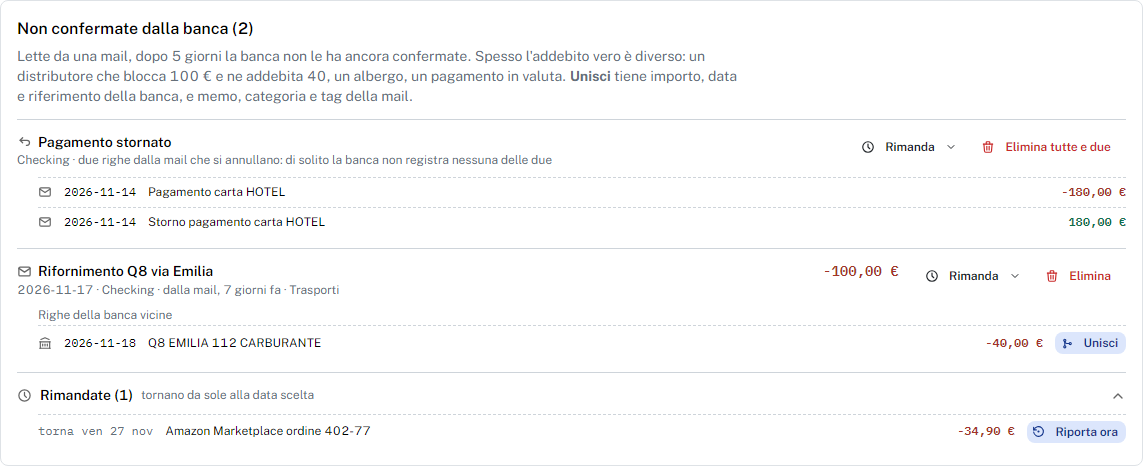 Non confermate dalla banca (2)
Lette da una mail, dopo 5 giorni la banca non le ha ancora confermate. Spesso l'addebito vero è diverso: un
distributore che blocca 100 € e ne addebita 40, un albergo, un pagamento in valuta. Unisci tiene importo, data
e riferimento della banca, e memo, categoria e tag della mail.
Pagamento stornato Rimanda Elimina tutte e due
Checking · due righe dalla mail che si annullano: di solito la banca non registra nessuna delle due
2026-11-14 Pagamento carta HOTEL -180,00 €
2026-11-14 Storno pagamento carta HOTEL 180,00 €
Rifornimento Q8 via Emilia -100,00 € Rimanda Elimina
2026-11-17 · Checking · dalla mail, 7 giorni fa · Trasporti
Righe della banca vicine
2026-11-18 Q8 EMILIA 112 CARBURANTE -40,00 € Unisci
Rimandate (1) tornano da sole alla data scelta
torna ven 27 nov Amazon Marketplace ordine 402-77 -34,90 € Riporta ora